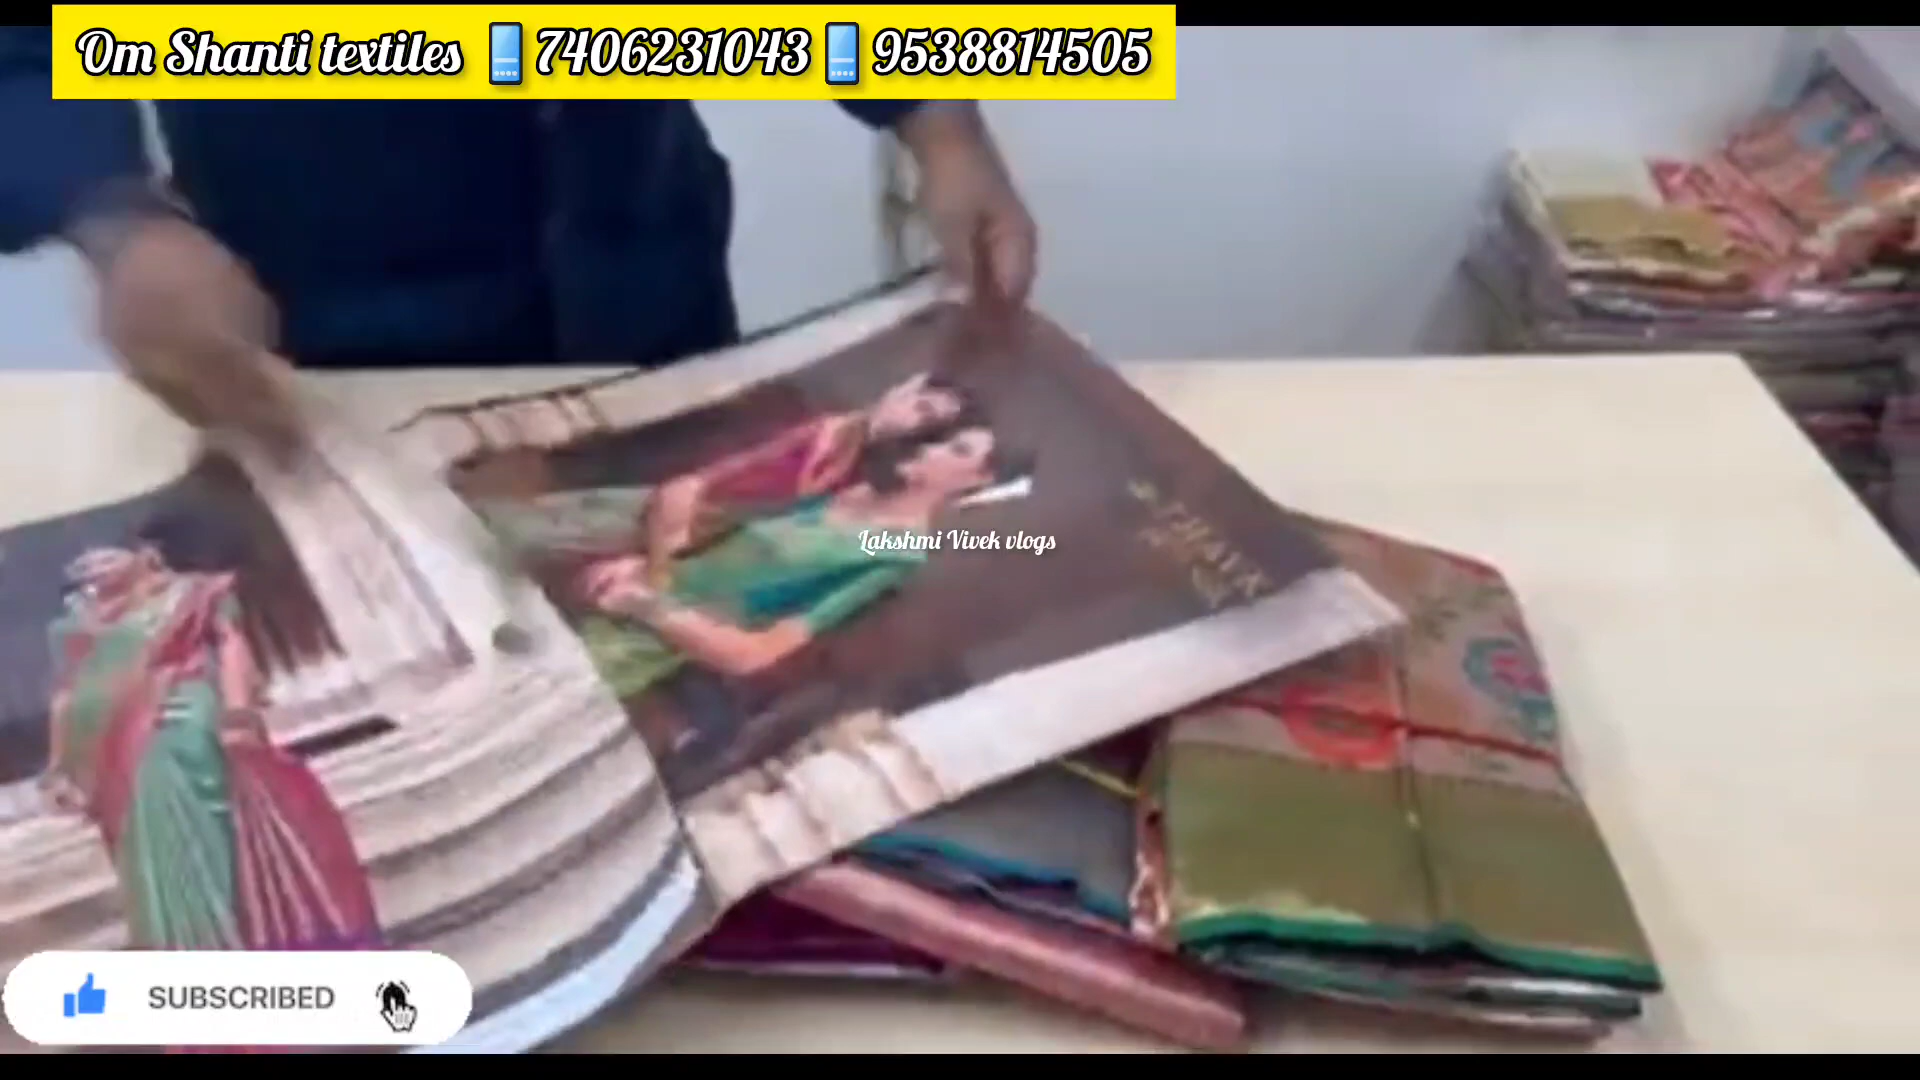 Om Shanti textiles 7406231043 9538814505
Lakshmi Vivek vlogs
SUBSCRIBED